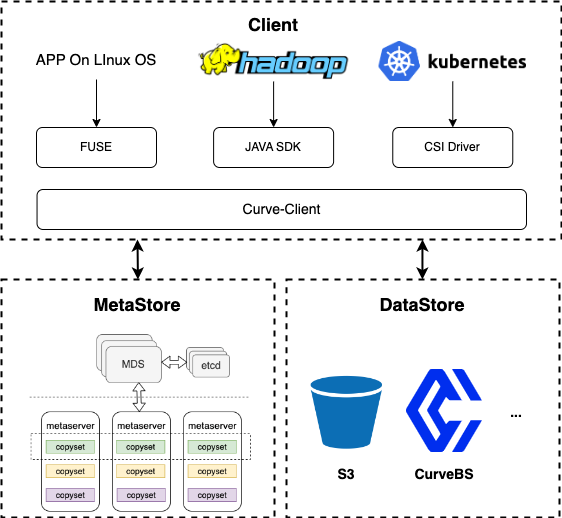 Client
APP On LInux OS
hadoop
kubernetes
FUSE
JAVA SDK
CSI Driver
Curve-Client
MetaStore
DataStore
MDS
etcd
metaserver metaserver metaserver
copyset copyset copyset
copyset copyset copyset
copyset copyset copyset
S3
CurveBS
...